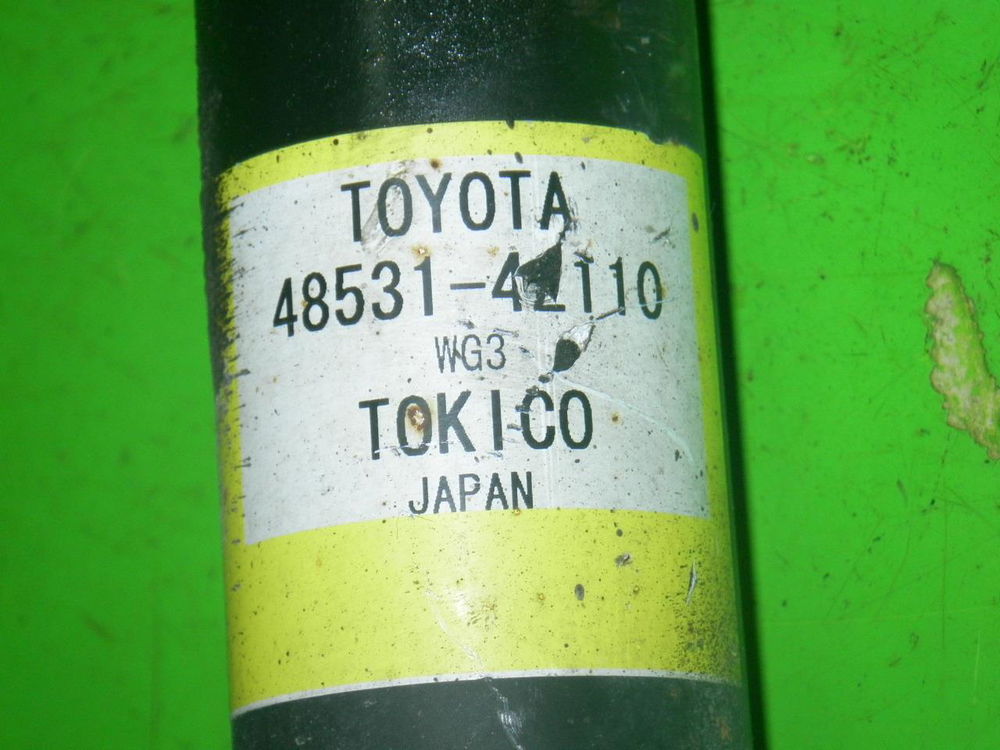 TOYOTA
48531-42110
WG3
TOKICO
JAPAN